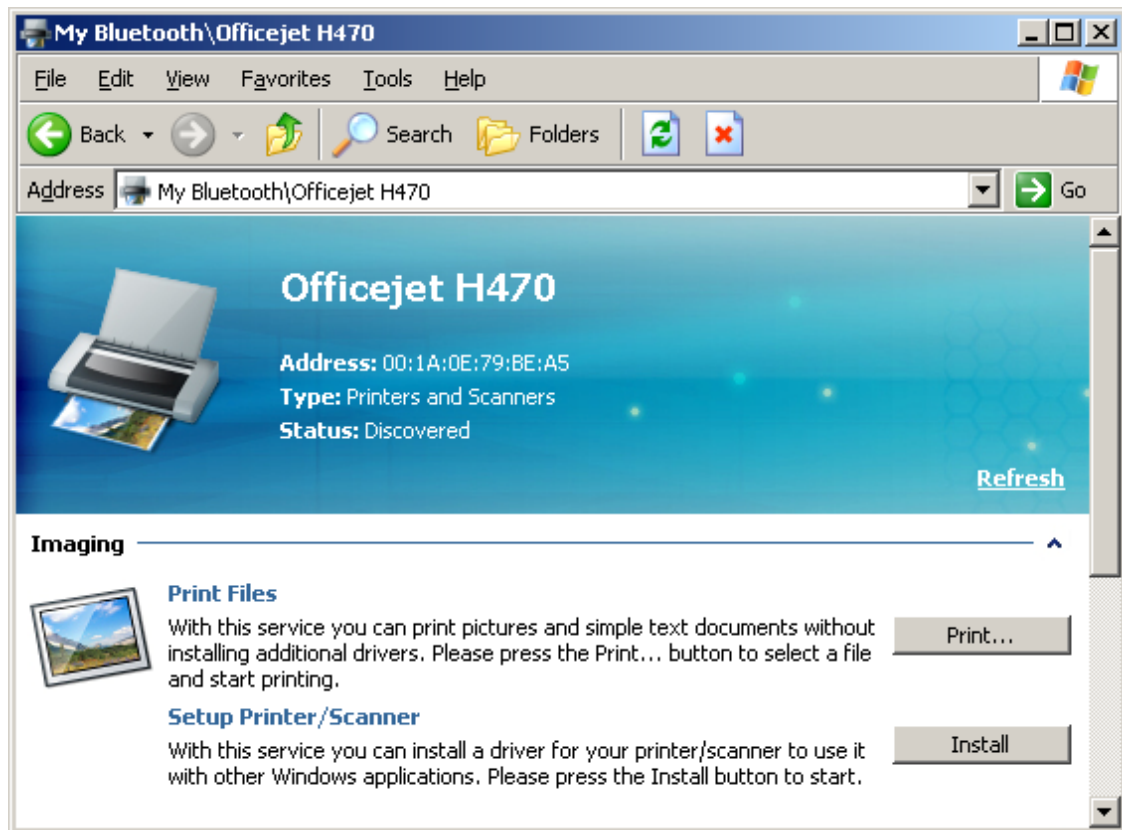 My Bluetooth\Officejet H470
File Edit View Favorites Tools Help
Back Search Folders
Address My Bluetooth\Officejet H470 Go
Officejet H470
Address: 00:1A:0E:79:BE:A5
Type: Printers and Scanners
Status: Discovered
Refresh
Imaging
Print Files
With this service you can print pictures and simple text documents without
installing additional drivers. Please press the Print... button to select a file
and start printing.
Print...
Setup Printer/Scanner
With this service you can install a driver for your printer/scanner to use it
with other Windows applications. Please press the Install button to start.
Install